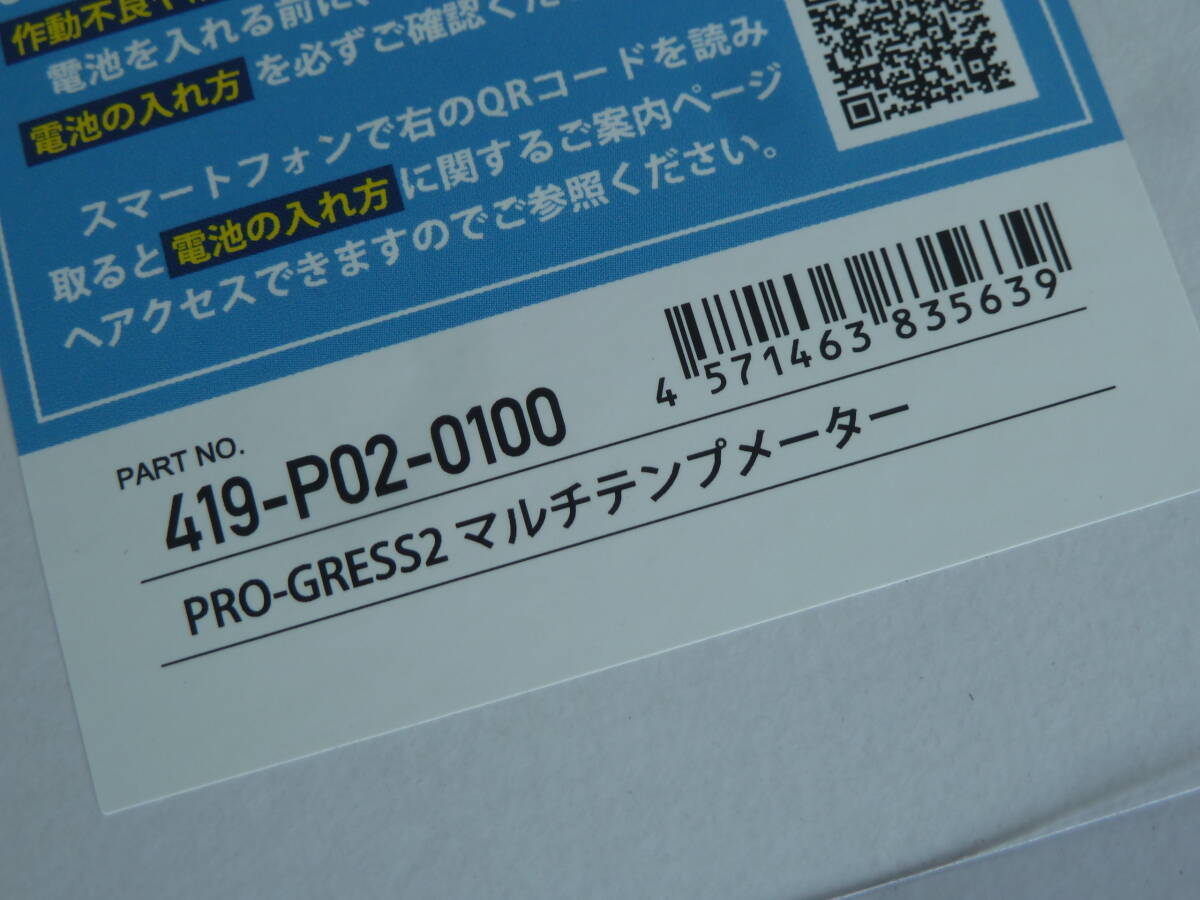 作動不良や
電池を入れる前に、
電池の入れ方を必ずご確認くだ
スマートフォンで右のQRコードを読み
取ると電池の入れ方に関するご案内ページ
へアクセスできますのでご参照ください。
4 571463 835639
PART NO.
419-P02-0100
PRO-GRESS2 マルチテンプメーター